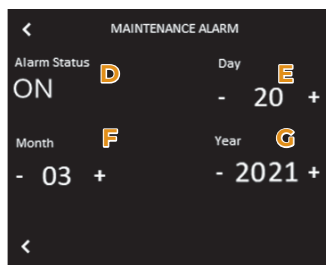 < MAINTENANCE ALARM
Alarm Status D
ON
Day E
- 20 +
Month F
- 03 +
Year G
- 2021 +
<